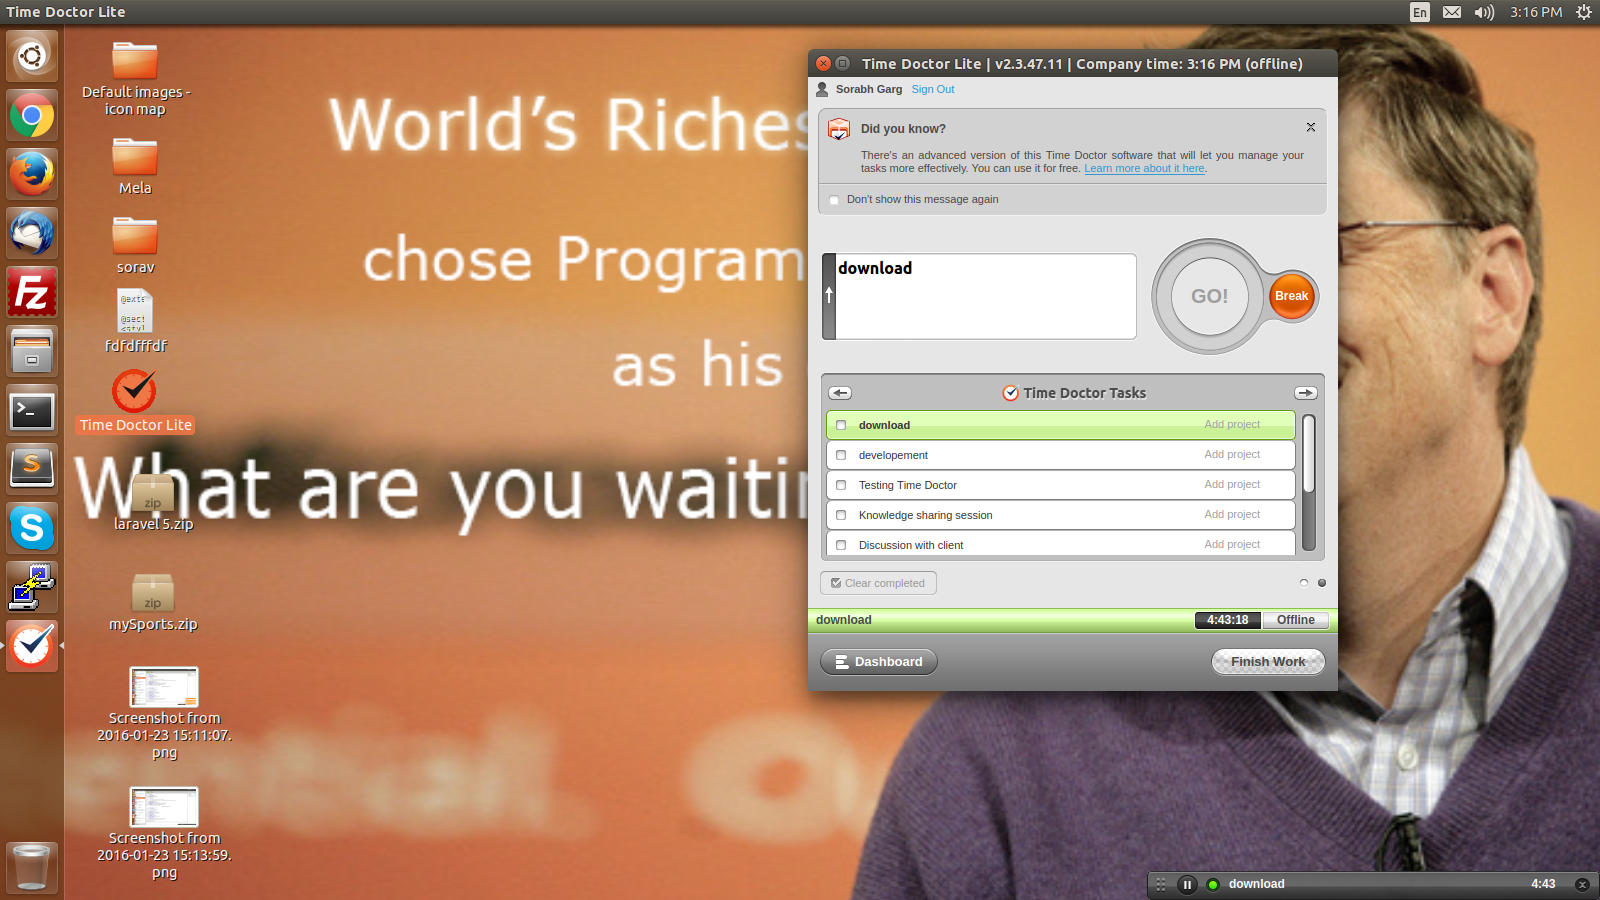 Time Doctor Lite
En
3:16 PM
Default images -
icon map
Mela
sorav
@exte
@sect
<styl
fdfdfffdf
Time Doctor Lite
zip
laravel 5.zip
zip
mySports.zip
Screenshot from
2016-01-23 15:11:07.
png
Screenshot from
2016-01-23 15:13:59.
png
World's Riches
chose Program
as his
What are you waitin
Time Doctor Lite | v2.3.47.11 | Company time: 3:16 PM (offline)
Sorabh Garg Sign Out
Did you know?
There's an advanced version of this Time Doctor software that will let you manage your
tasks more effectively. You can use it for free. Learn more about it here.
Don't show this message again
download
GO!
Break
Time Doctor Tasks
download Add project
developement Add project
Testing Time Doctor Add project
Knowledge sharing session Add project
Discussion with client Add project
Clear completed
download 4:43:18 Offline
Dashboard Finish Work
download 4:43